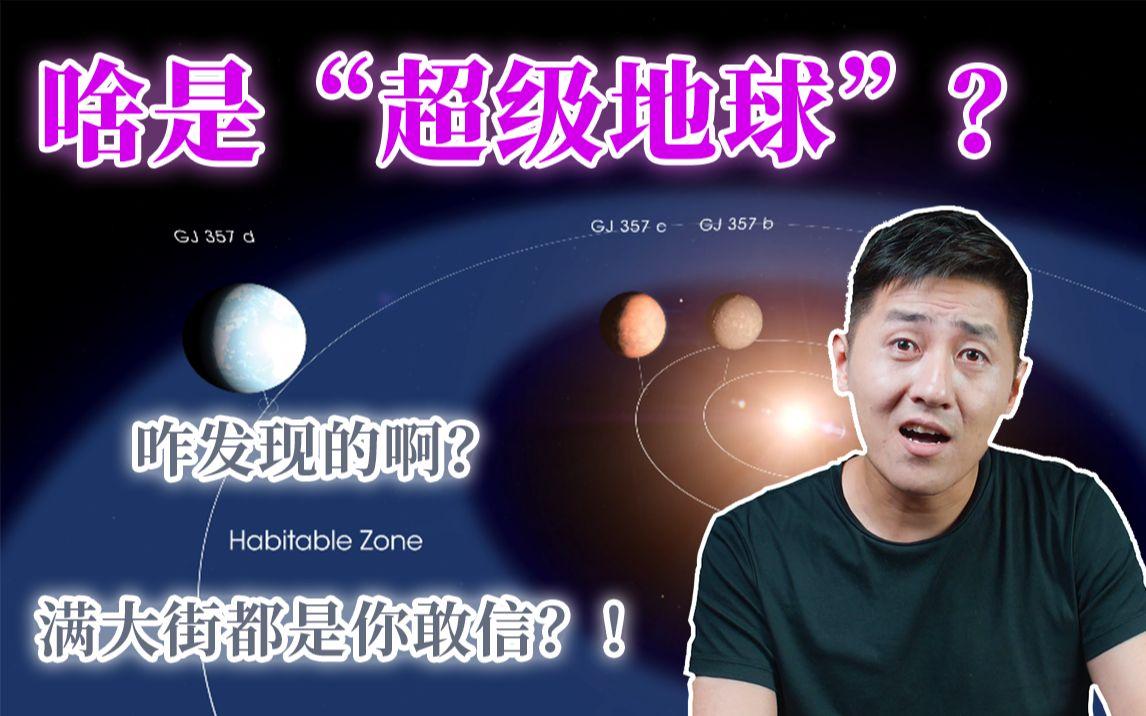 啥是“超级地球”？
GJ 357 d
GJ 357 c
GJ 357 b
咋发现的啊？
Habitable Zone
满大街都是你敢信？！